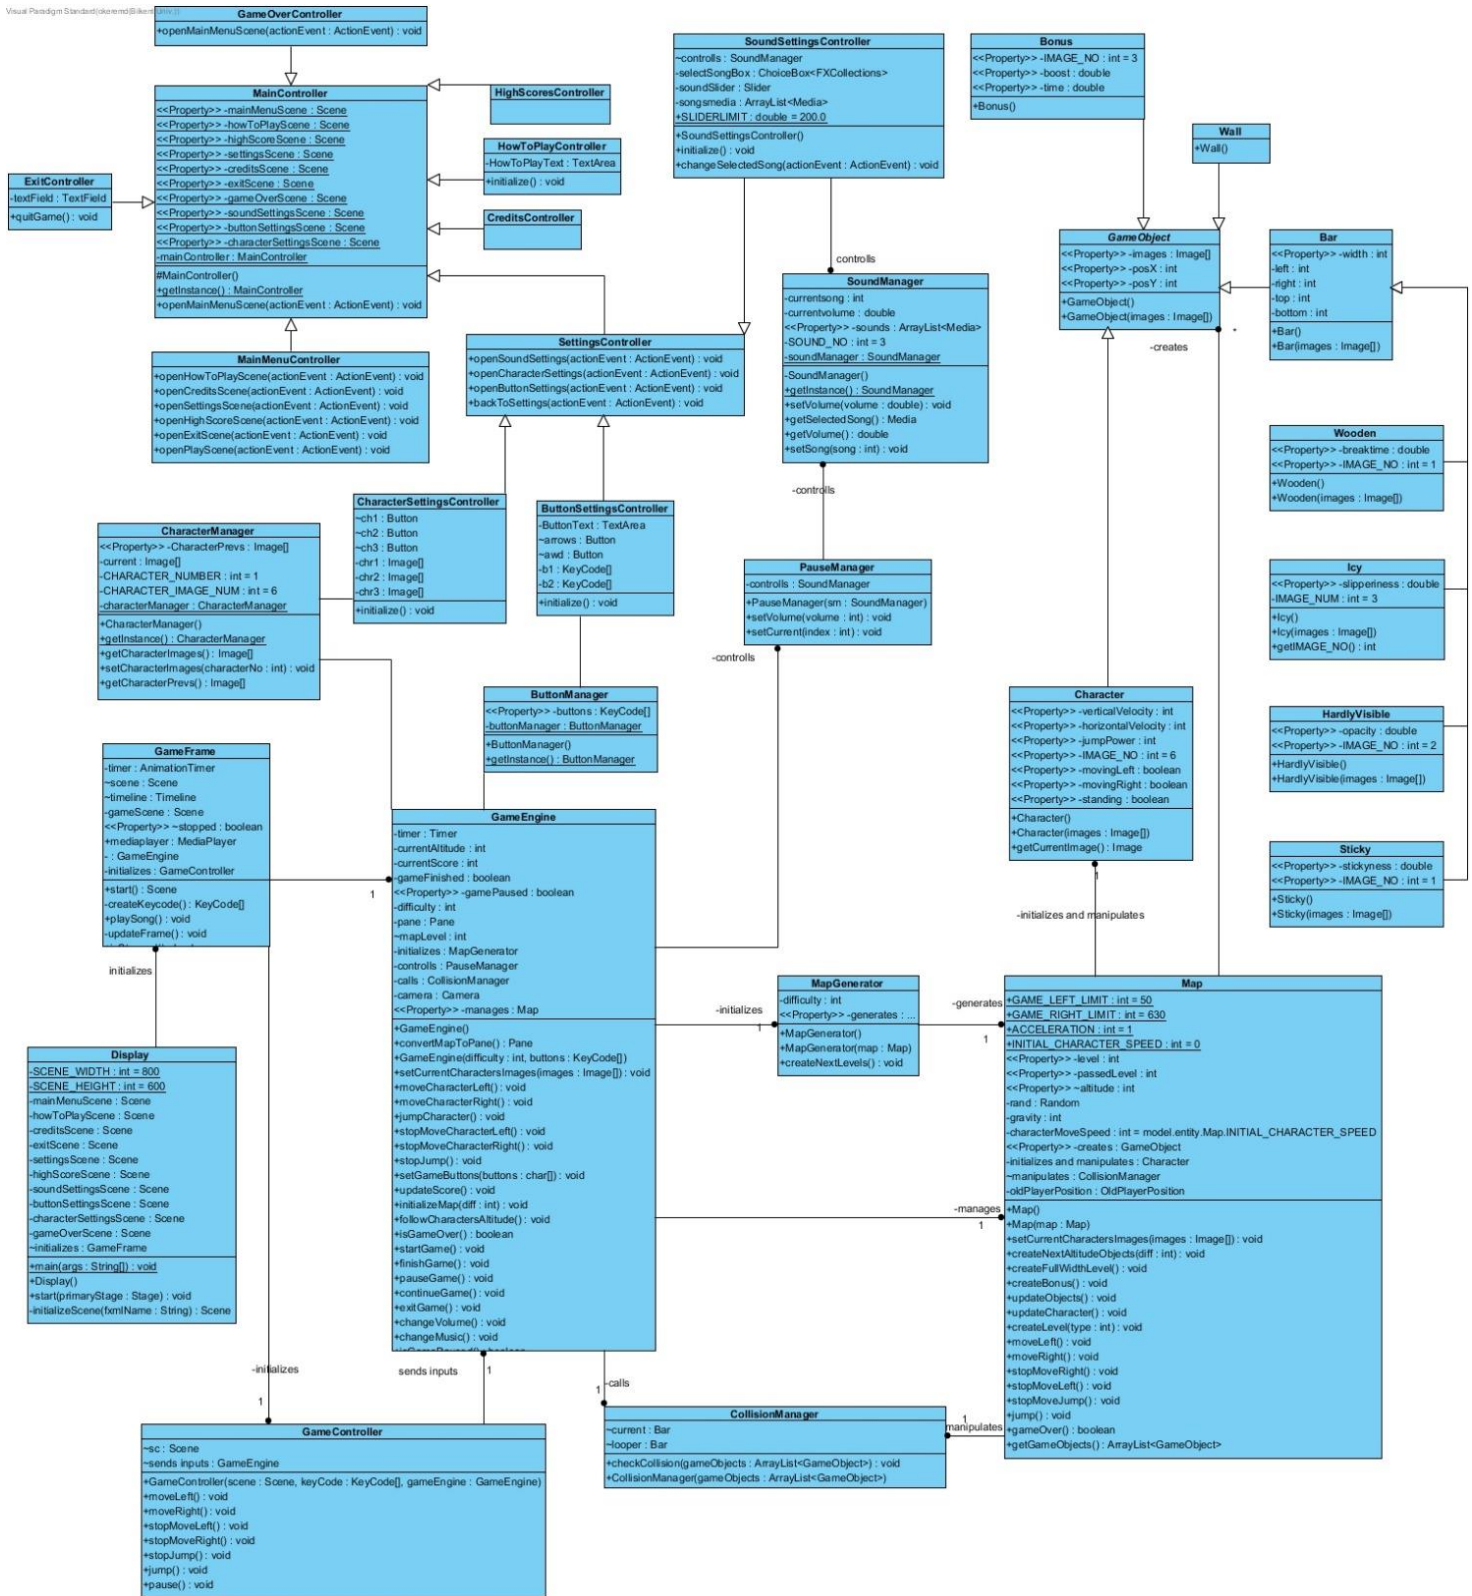 Visual Paradigm Standard(okeremd(Bilkent Univ.))
GameOverController
+openMainMenuScene(actionEvent : ActionEvent) : void
MainController
<<Property>> -mainMenuScene : Scene
<<Property>> -howToPlayScene : Scene
<<Property>> -highScoreScene : Scene
<<Property>> -settingsScene : Scene
<<Property>> -creditsScene : Scene
<<Property>> -exitScene : Scene
<<Property>> -gameOverScene : Scene
<<Property>> -soundSettingsScene : Scene
<<Property>> -buttonSettingsScene : Scene
<<Property>> -characterSettingsScene : Scene
-mainController : MainController
#MainController()
+getInstance() : MainController
+openMainMenuScene(actionEvent : ActionEvent) : void
HighScoresController
HowToPlayController
-HowToPlayText : TextArea
+initialize() : void
CreditsController
ExitController
-textField : TextField
+quitGame() : void
MainMenuController
+openHowToPlayScene(actionEvent : ActionEvent) : void
+openCreditsScene(actionEvent : ActionEvent) : void
+openSettingsScene(actionEvent : ActionEvent) : void
+openHighScoreScene(actionEvent : ActionEvent) : void
+openExitScene(actionEvent : ActionEvent) : void
+openPlayScene(actionEvent : ActionEvent) : void
SettingsController
+openSoundSettings(actionEvent : ActionEvent) : void
+openCharacterSettings(actionEvent : ActionEvent) : void
+openButtonSettings(actionEvent : ActionEvent) : void
+backToSettings(actionEvent : ActionEvent) : void
SoundSettingsController
~controlls : SoundManager
-selectSongBox : ChoiceBox<FXCollections>
-soundSlider : Slider
-songsmedia : ArrayList<Media>
+SLIDERLIMIT : double = 200.0
+SoundSettingsController()
+initialize() : void
+changeSelectedSong(actionEvent : ActionEvent) : void
controlls
SoundManager
-currentsong : int
-currentvolume : double
<<Property>> -sounds : ArrayList<Media>
-SOUND_NO : int = 3
-soundManager : SoundManager
-SoundManager()
+getInstance() : SoundManager
+setVolume(volume : double) : void
+getSelectedSong() : Media
+getVolume() : double
+setSong(song : int) : void
-controlls
PauseManager
-controlls : SoundManager
+PauseManager(sm : SoundManager)
+setVolume(volume : int) : void
+setCurrent(index : int) : void
-controlls
Bonus
<<Property>> -IMAGE_NO : int = 3
<<Property>> -boost : double
<<Property>> -time : double
+Bonus()
Wall
+Wall()
GameObject
<<Property>> -images : Image[]
<<Property>> -posX : int
<<Property>> -posY : int
+GameObject()
+GameObject(images : Image[])
-creates
*
Bar
<<Property>> -width : int
-left : int
-right : int
-top : int
-bottom : int
+Bar()
+Bar(images : Image[])
Wooden
<<Property>> -breaktime : double
<<Property>> -IMAGE_NO : int = 1
+Wooden()
+Wooden(images : Image[])
Icy
<<Property>> -slipperiness : double
-IMAGE_NUM : int = 3
+Icy()
+Icy(images : Image[])
+getIMAGE_NO() : int
HardlyVisible
<<Property>> -opacity : double
<<Property>> -IMAGE_NO : int = 2
+HardlyVisible()
+HardlyVisible(images : Image[])
Sticky
<<Property>> -stickyness : double
<<Property>> -IMAGE_NO : int = 1
+Sticky()
+Sticky(images : Image[])
CharacterManager
<<Property>> -CharacterPrevs : Image[]
-current : Image[]
-CHARACTER_NUMBER : int = 1
-CHARACTER_IMAGE_NUM : int = 6
-characterManager : CharacterManager
+CharacterManager()
+getInstance() : CharacterManager
+getCharacterImages() : Image[]
+setCharacterImages(characterNo : int) : void
+getCharacterPrevs() : Image[]
CharacterSettingsController
~ch1 : Button
~ch2 : Button
~ch3 : Button
-chr1 : Image[]
-chr2 : Image[]
-chr3 : Image[]
+initialize() : void
ButtonSettingsController
-ButtonText : TextArea
~arrows : Button
~awd : Button
-b1 : KeyCode[]
-b2 : KeyCode[]
+initialize() : void
ButtonManager
<<Property>> -buttons : KeyCode[]
-buttonManager : ButtonManager
+ButtonManager()
+getInstance() : ButtonManager
Character
<<Property>> -verticalVelocity : int
<<Property>> -horizontalVelocity : int
<<Property>> -jumpPower : int
<<Property>> -IMAGE_NO : int = 6
<<Property>> -movingLeft : boolean
<<Property>> -movingRight : boolean
<<Property>> -standing : boolean
+Character()
+Character(images : Image[])
+getCurrentImage() : Image
1
-initializes and manipulates
GameFrame
-timer : AnimationTimer
~scene : Scene
~timeline : Timeline
-gameScene : Scene
<<Property>> ~stopped : boolean
+mediaplayer : MediaPlayer
- : GameEngine
-initializes : GameController
+start() : Scene
-createKeycode() : KeyCode[]
+playSong() : void
-updateFrame() : void
initializes
1
GameEngine
-timer : Timer
-currentAltitude : int
-currentScore : int
-gameFinished : boolean
<<Property>> -gamePaused : boolean
-difficulty : int
-pane : Pane
~mapLevel : int
-initializes : MapGenerator
-controlls : PauseManager
-calls : CollisionManager
-camera : Camera
<<Property>> -manages : Map
+GameEngine()
+convertMapToPane() : Pane
+GameEngine(difficulty : int, buttons : KeyCode[])
+setCurrentCharactersImages(images : Image[]) : void
+moveCharacterLeft() : void
+moveCharacterRight() : void
+jumpCharacter() : void
+stopMoveCharacterLeft() : void
+stopMoveCharacterRight() : void
+stopJump() : void
+setGameButtons(buttons : char[]) : void
+updateScore() : void
+initializeMap(diff : int) : void
+followCharactersAltitude() : void
+isGameOver() : boolean
+startGame() : void
+finishGame() : void
+pauseGame() : void
+continueGame() : void
+exitGame() : void
+changeVolume() : void
+changeMusic() : void
+isGamePaused() : boolean
-initializes
1
MapGenerator
-difficulty : int
<<Property>> -generates : ...
+MapGenerator()
+MapGenerator(map : Map)
+createNextLevels() : void
-generates
1
Map
+GAME_LEFT_LIMIT : int = 50
+GAME_RIGHT_LIMIT : int = 630
+ACCELERATION : int = 1
+INITIAL_CHARACTER_SPEED : int = 0
<<Property>> -level : int
<<Property>> -passedLevel : int
<<Property>> ~altitude : int
-rand : Random
-gravity : int
-characterMoveSpeed : int = model.entity.Map.INITIAL_CHARACTER_SPEED
<<Property>> -creates : GameObject
-initializes and manipulates : Character
~manipulates : CollisionManager
-oldPlayerPosition : OldPlayerPosition
+Map()
+Map(map : Map)
+setCurrentCharactersImages(images : Image[]) : void
+createNextAltitudeObjects(diff : int) : void
+createFullWidthLevel() : void
+createBonus() : void
+updateObjects() : void
+updateCharacter() : void
+createLevel(type : int) : void
+moveLeft() : void
+moveRight() : void
+stopMoveRight() : void
+stopMoveLeft() : void
+stopMoveJump() : void
+jump() : void
+gameOver() : boolean
+getGameObjects() : ArrayList<GameObject>
-manages
1
Display
-SCENE_WIDTH : int = 800
-SCENE_HEIGHT : int = 600
-mainMenuScene : Scene
-howToPlayScene : Scene
-creditsScene : Scene
-exitScene : Scene
-settingsScene : Scene
-highScoreScene : Scene
-soundSettingsScene : Scene
-buttonSettingsScene : Scene
-characterSettingsScene : Scene
-gameOverScene : Scene
~initializes : GameFrame
+main(args : String[]) : void
+Display()
+start(primaryStage : Stage) : void
-initializeScene(fxmlName : String) : Scene
-initializes
1
sends inputs
1
-calls
1
GameController
~sc : Scene
~sends inputs : GameEngine
+GameController(scene : Scene, keyCode : KeyCode[], gameEngine : GameEngine)
+moveLeft() : void
+moveRight() : void
+stopMoveLeft() : void
+stopMoveRight() : void
+stopJump() : void
+jump() : void
+pause() : void
CollisionManager
~current : Bar
~looper : Bar
+checkCollision(gameObjects : ArrayList<GameObject>) : void
+CollisionManager(gameObjects : ArrayList<GameObject>)
1
manipulates